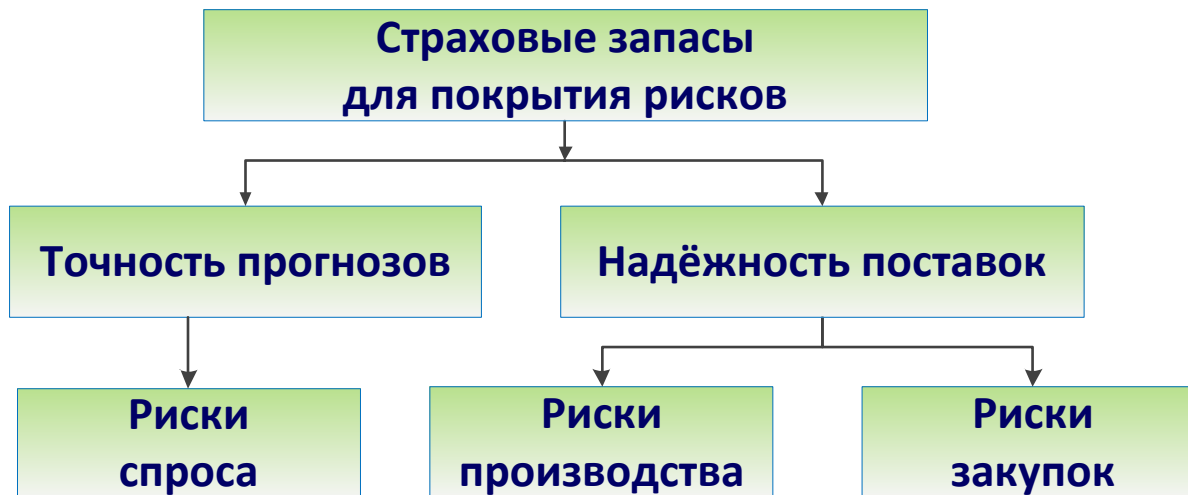 Страховые запасы
для покрытия рисков
Точность прогнозов
Надёжность поставок
Риски
спроса
Риски
производства
Риски
закупок